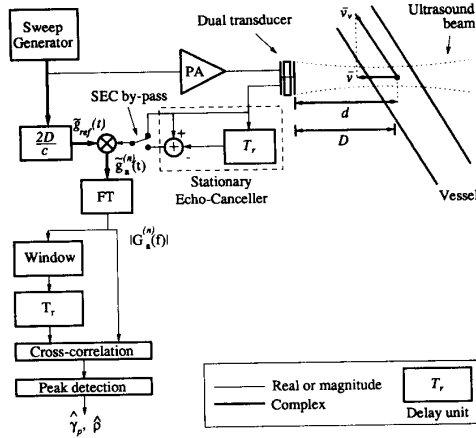 Sweep
Generator
Dual transducer
Ultrasound
beam
v̄ᵥ
v
PA
SEC by-pass
d
D
g̃ref(t)
2D
c
+
+
-
Tr
g̃a⁽ⁿ⁾(t)
Stationary
Echo-Canceller
Vessel
FT
|Ga⁽ⁿ⁾(f)|
Window
Tr
Cross-correlation
Peak detection
γ̂p, β̂
Real or magnitude
Complex
Tr
Delay unit